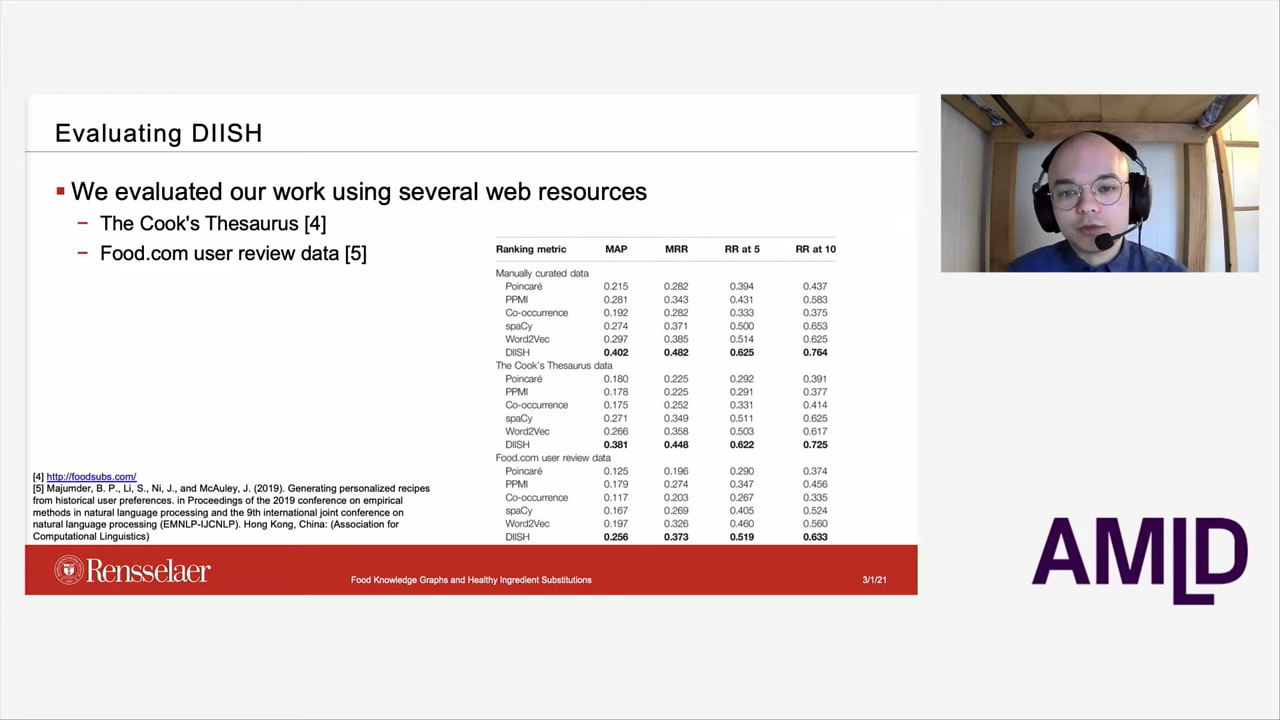 Evaluating DIISH
We evaluated our work using several web resources
– The Cook's Thesaurus [4]
– Food.com user review data [5]
Ranking metric MAP MRR RR at 5 RR at 10
Manually curated data
Poincaré 0.215 0.282 0.394 0.437
PPMI 0.281 0.343 0.431 0.583
Co-occurrence 0.192 0.282 0.333 0.375
spaCy 0.274 0.371 0.500 0.653
Word2Vec 0.297 0.385 0.514 0.625
DIISH 0.402 0.482 0.625 0.764
The Cook's Thesaurus data
Poincaré 0.180 0.225 0.292 0.391
PPMI 0.178 0.225 0.291 0.377
Co-occurrence 0.175 0.252 0.331 0.414
spaCy 0.271 0.349 0.511 0.625
Word2Vec 0.266 0.358 0.503 0.617
DIISH 0.381 0.448 0.622 0.725
Food.com user review data
Poincaré 0.125 0.196 0.290 0.374
PPMI 0.179 0.274 0.347 0.456
Co-occurrence 0.117 0.203 0.267 0.335
spaCy 0.167 0.269 0.405 0.524
Word2Vec 0.197 0.326 0.460 0.560
DIISH 0.256 0.373 0.519 0.633
[4] http://foodsubs.com/
[5] Majumder, B. P., Li, S., Ni, J., and McAuley, J. (2019). Generating personalized recipes
from historical user preferences. in Proceedings of the 2019 conference on empirical
methods in natural language processing and the 9th international joint conference on
natural language processing (EMNLP-IJCNLP). Hong Kong, China: (Association for
Computational Linguistics)
Rensselaer
Food Knowledge Graphs and Healthy Ingredient Substitutions
3/1/21
AMLD